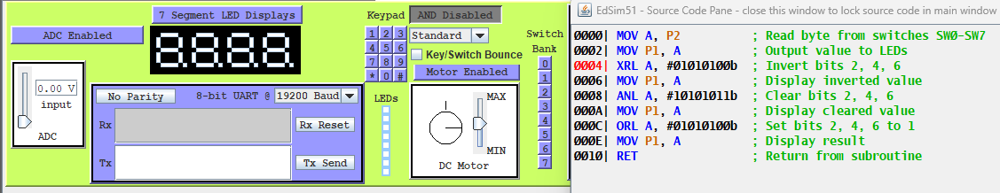 7 Segment LED Displays
ADC Enabled
0.00 V
input
ADC
No Parity
8-bit UART @
19200 Baud
Rx
Rx Reset
Tx
Tx Send
Keypad
1 2 3
4 5 6
7 8 9
* 0 #
AND Disabled
Standard
Key/Switch Bounce
Motor Enabled
LEDs
MAX
MIN
DC Motor
Switch
Bank
0
1
2
3
4
5
6
7
EdSim51 - Source Code Pane - close this window to lock source code in main window
0000| MOV A, P2 ; Read byte from switches SW0-SW7
0002| MOV P1, A ; Output value to LEDs
0004| XRL A, #01010100b ; Invert bits 2, 4, 6
0006| MOV P1, A ; Display inverted value
0008| ANL A, #10101011b ; Clear bits 2, 4, 6
000A| MOV P1, A ; Display cleared value
000C| ORL A, #01010100b ; Set bits 2, 4, 6 to 1
000E| MOV P1, A ; Display result
0010| RET ; Return from subroutine